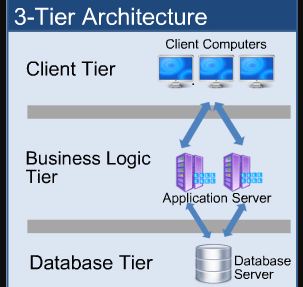 3-Tier Architecture
Client Computers
Client Tier
Business Logic
Tier
Application Server
Database Tier
Database
Server